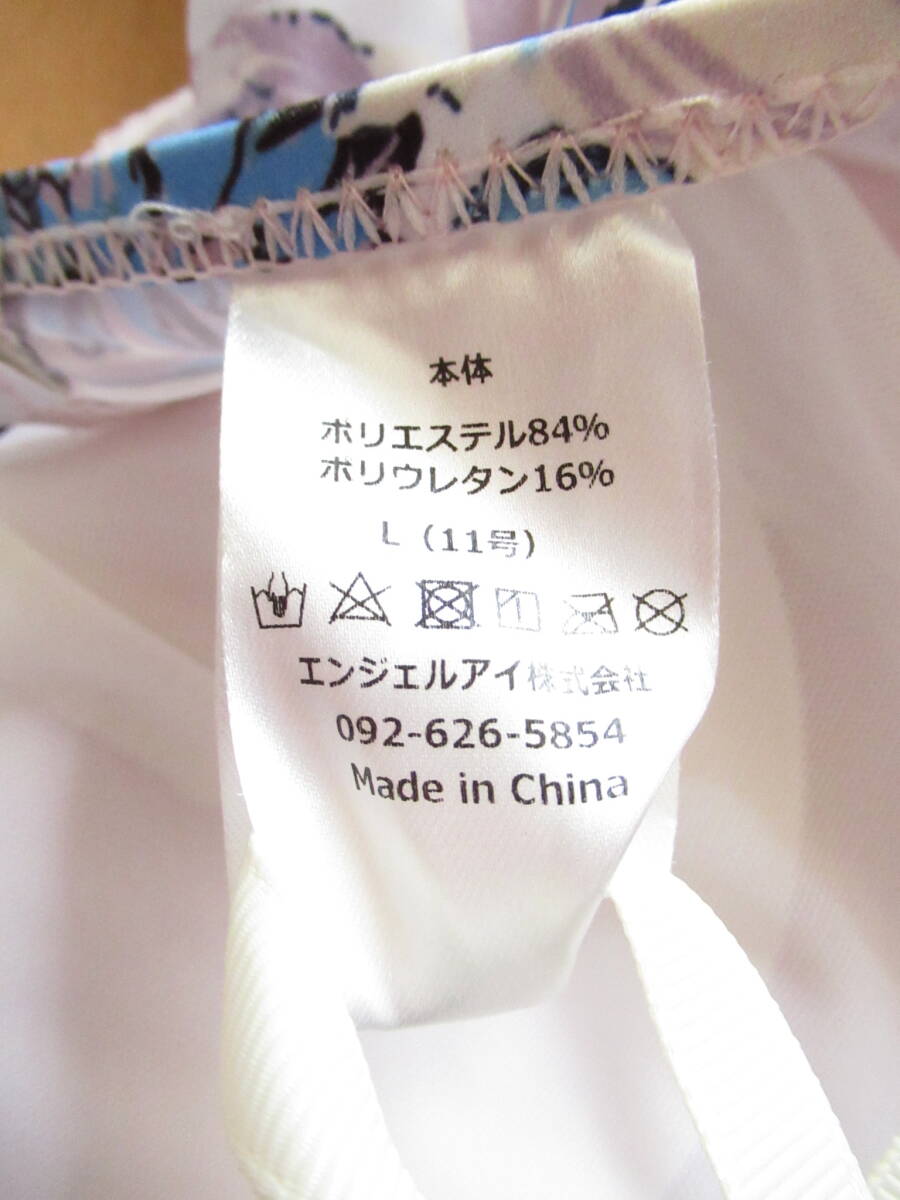 本体
ポリエステル84%
ポリウレタン16%
L (11号)
エンジェルアイ株式会社
092-626-5854
Made in China